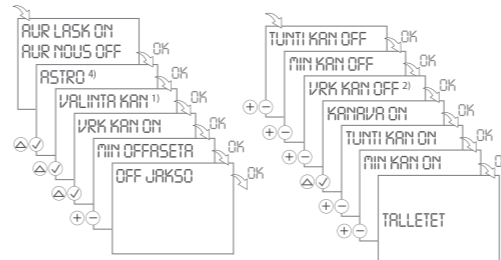 AUR LASK ON
AUR NOUS OFF
OK
ASTRO 4)
OK
VALINTA KAN 1)
OK
VRK KAN ON
OK
MIN OFFASETA
OK
OFF JAKSO
OK
TUNTI KAN OFF
OK
MIN KAN OFF
OK
VRK KAN OFF 2)
OK
KANAVA ON
OK
TUNTI KAN ON
OK
MIN KAN ON
TALLETET